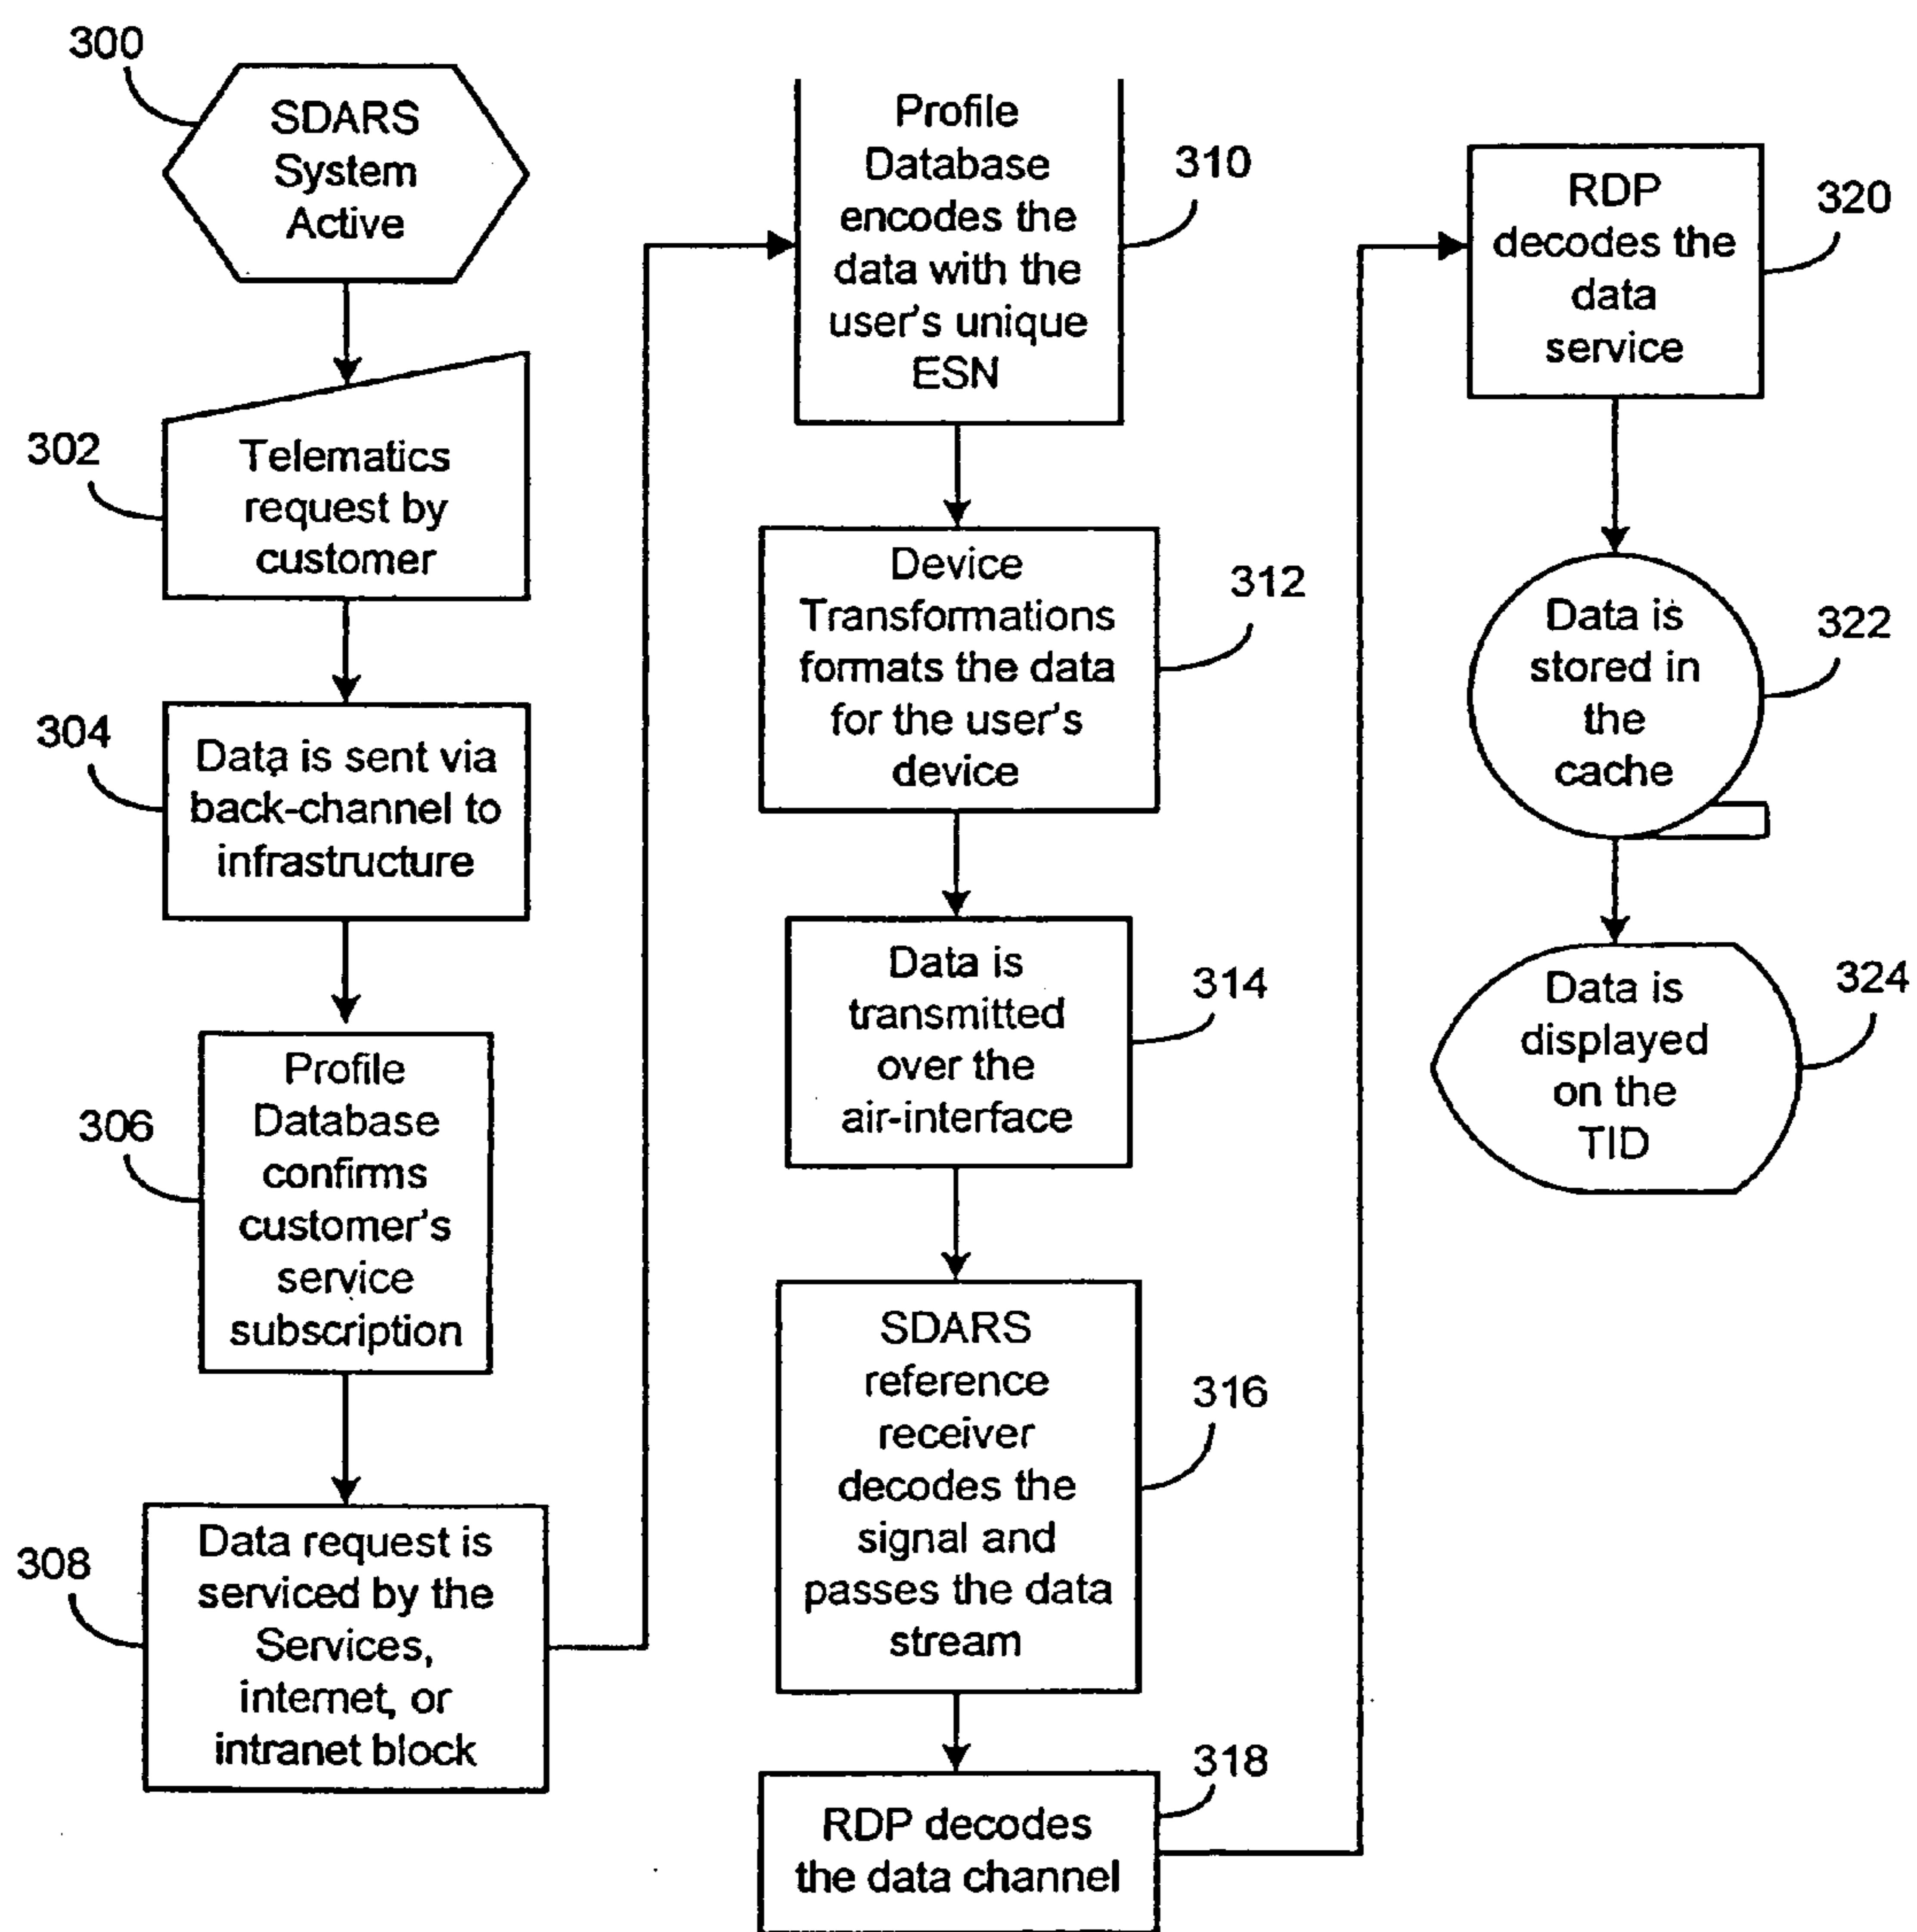 300
SDARS
System
Active
302
Telematics
request by
customer
304
Data is sent via
back-channel to
infrastructure
306
Profile
Database
confirms
customer's
service
subscription
308
Data request is
serviced by the
Services,
internet, or
intranet block
Profile
Database
encodes the
data with the
user's unique
ESN
310
Device
Transformations
formats the data
for the user's
device
312
Data is
transmitted
over the
air-interface
314
SDARS
reference
receiver
decodes the
signal and
passes the data
stream
316
RDP decodes
the data channel
318
RDP
decodes the
data
service
320
Data is
stored in
the
cache
322
Data is
displayed
on the
TID
324